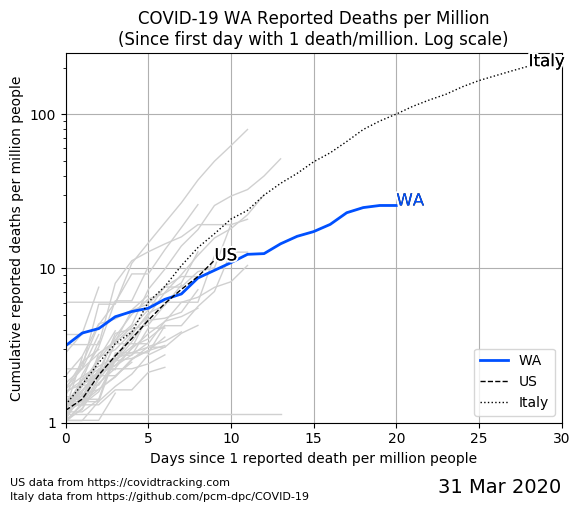 COVID-19 WA Reported Deaths per Million
(Since first day with 1 death/million. Log scale)
Cumulative reported deaths per million people
100
10
1
Italy
WA
US
WA
US
Italy
0 5 10 15 20 25 30
Days since 1 reported death per million people
US data from https://covidtracking.com
Italy data from https://github.com/pcm-dpc/COVID-19
31 Mar 2020